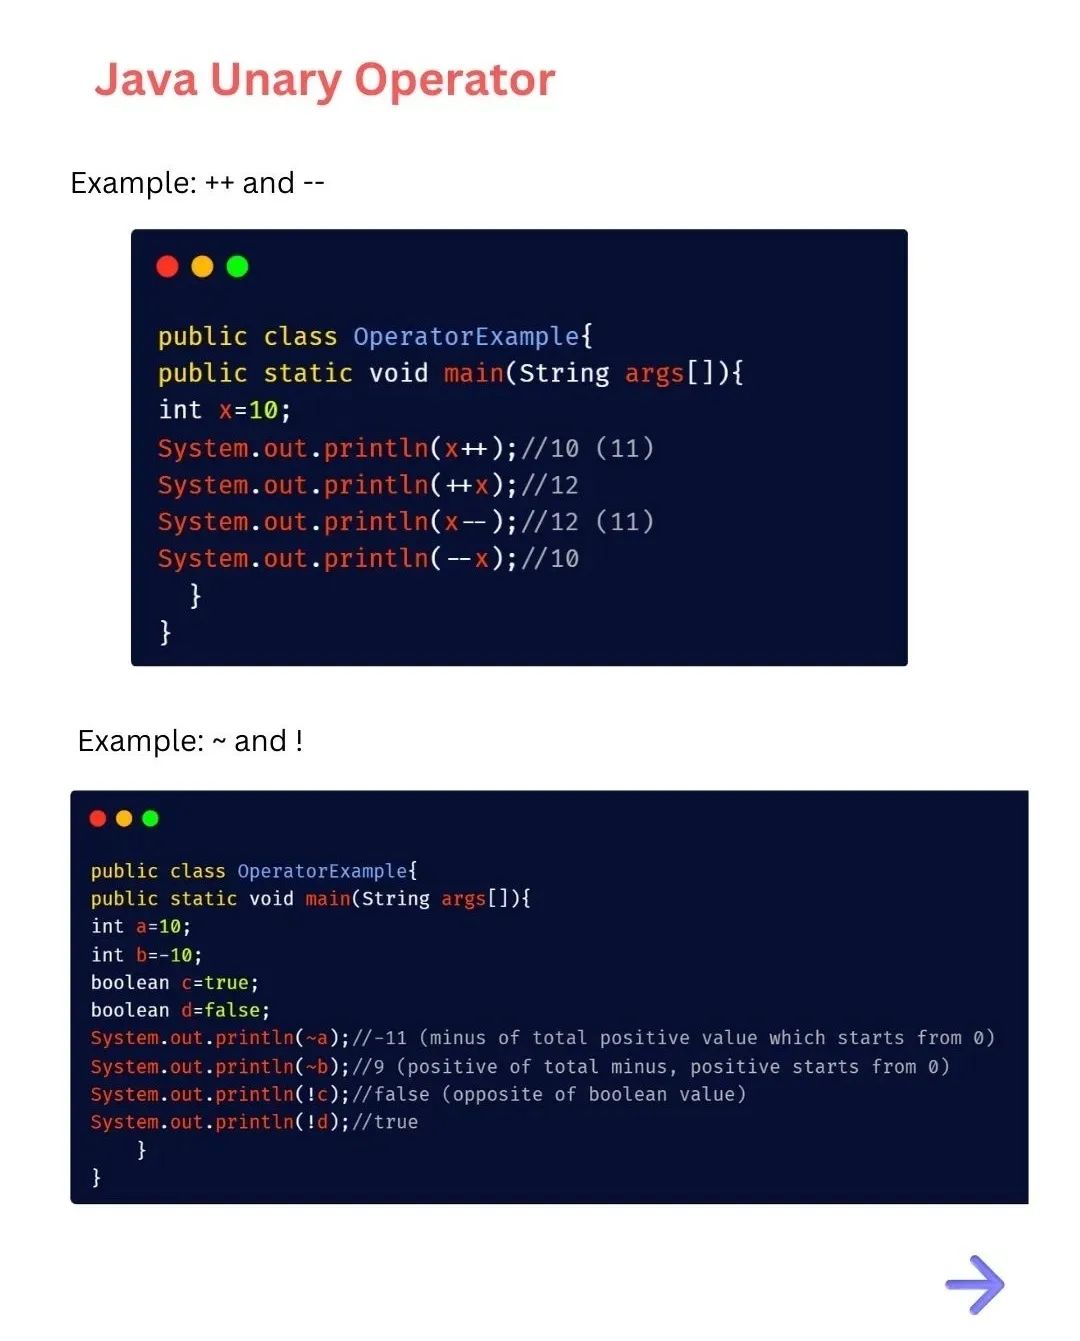 Java Unary Operator
Example: ++ and --
public class OperatorExample{
public static void main(String args[]){
int x=10;
System.out.println(x++);//10 (11)
System.out.println(++x);//12
System.out.println(x--);//12 (11)
System.out.println(--x);//10
}
}
Example: ~ and !
public class OperatorExample{
public static void main(String args[]){
int a=10;
int b=-10;
boolean c=true;
boolean d=false;
System.out.println(~a);//-11 (minus of total positive value which starts from 0)
System.out.println(~b);//9 (positive of total minus, positive starts from 0)
System.out.println(!c);//false (opposite of boolean value)
System.out.println(!d);//true
}
}